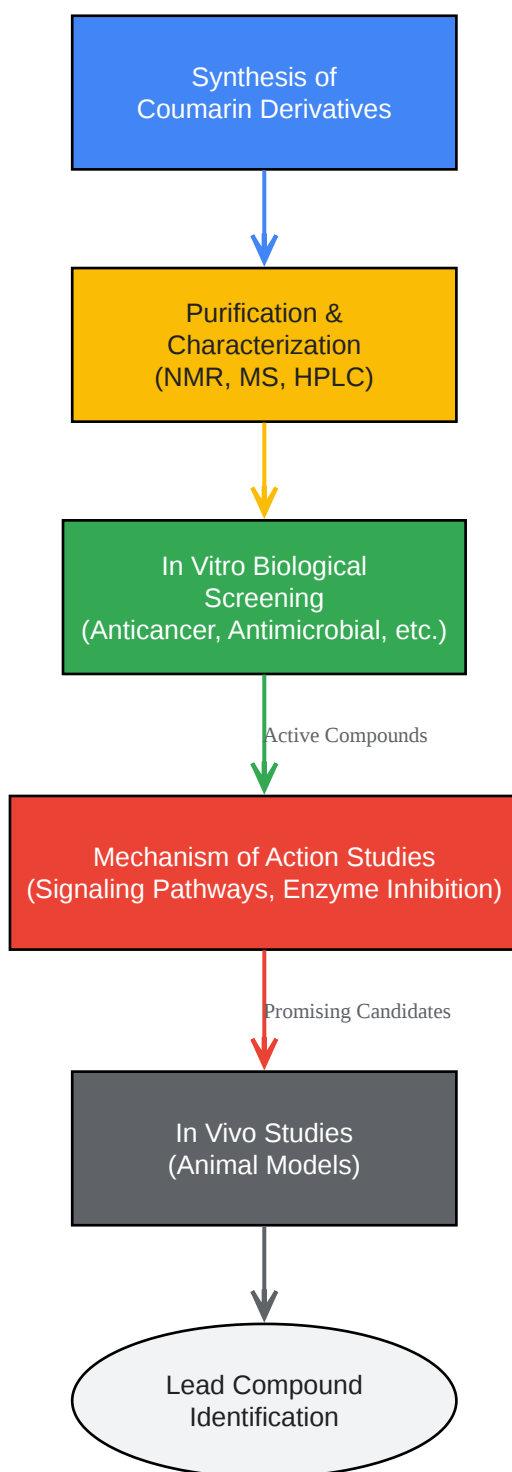 Synthesis of
Coumarin Derivatives
Purification &
Characterization
(NMR, MS, HPLC)
In Vitro Biological
Screening
(Anticancer, Antimicrobial, etc.)
Active Compounds
Mechanism of Action Studies
(Signaling Pathways, Enzyme Inhibition)
Promising Candidates
In Vivo Studies
(Animal Models)
Lead Compound
Identification